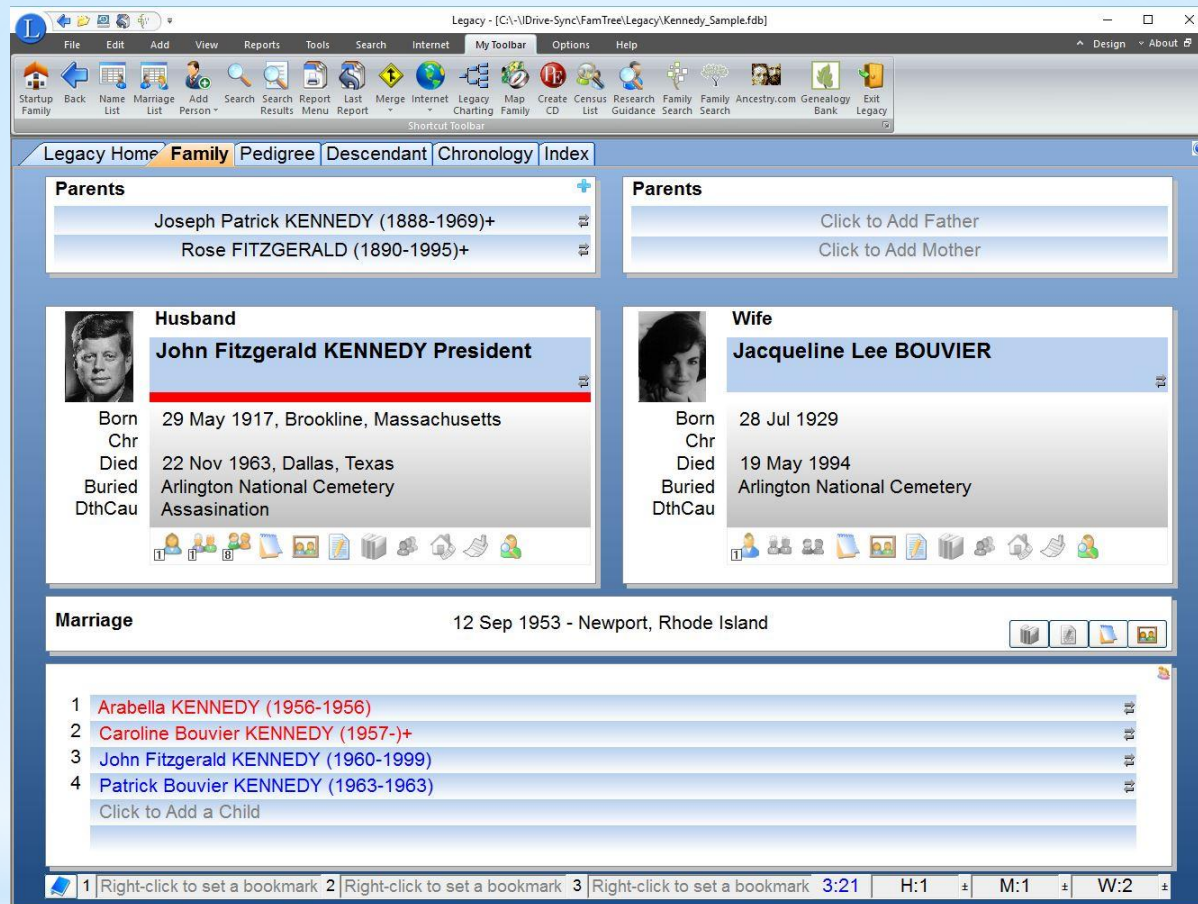 Legacy - [C:\-\IDrive-Sync\FamTree\Legacy\Kennedy_Sample.fdb]
L
File Edit Add View Reports Tools Search Internet My Toolbar Options Help Design About
Startup Family Back Name List Marriage List Add Person Search Search Results Report Menu Last Report Merge Internet Legacy Charting Map Family Create CD Census List Research Guidance Family Search Family Search Ancestry.com Genealogy Bank Exit Legacy
Shortcut Toolbar
Legacy Home Family Pedigree Descendant Chronology Index
Parents
Joseph Patrick KENNEDY (1888-1969)+
Rose FITZGERALD (1890-1995)+
Parents
Click to Add Father
Click to Add Mother
Husband
John Fitzgerald KENNEDY President
Born 29 May 1917, Brookline, Massachusetts
Chr
Died 22 Nov 1963, Dallas, Texas
Buried Arlington National Cemetery
DthCau Assasination
1 1 8
Wife
Jacqueline Lee BOUVIER
Born 28 Jul 1929
Chr
Died 19 May 1994
Buried Arlington National Cemetery
DthCau
1
Marriage 12 Sep 1953 - Newport, Rhode Island
1 Arabella KENNEDY (1956-1956)
2 Caroline Bouvier KENNEDY (1957-)+
3 John Fitzgerald KENNEDY (1960-1999)
4 Patrick Bouvier KENNEDY (1963-1963)
Click to Add a Child
1 Right-click to set a bookmark 2 Right-click to set a bookmark 3 Right-click to set a bookmark 3:21 H:1 ± M:1 ± W:2 ±